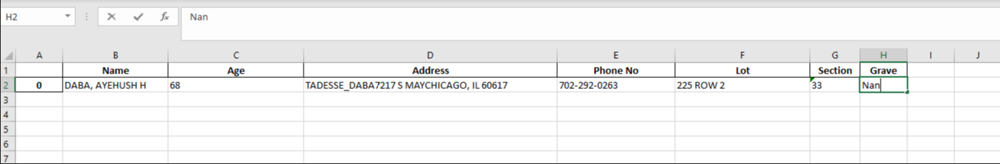 H2 fx Nan
A B C D E F G H I J
1 Name Age Address Phone No Lot Section Grave
2 0 DABA, AYEHUSH H 68 TADESSE_DABA7217 S MAYCHICAGO, IL 60617 702-292-0263 225 ROW 2 33 Nan
3
4
5
6
7